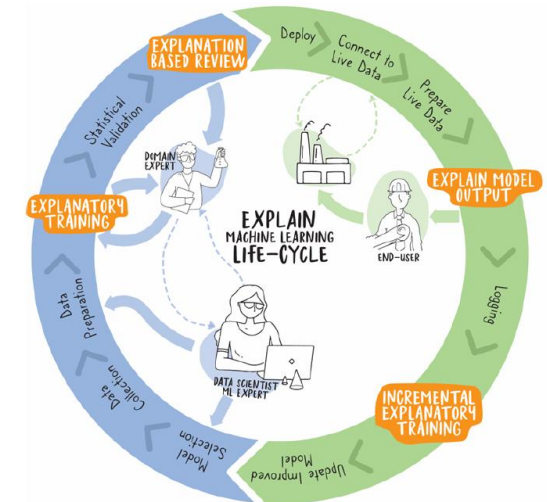 EXPLANATION
BASED REVIEW
Deploy
Connect to
Live Data
Prepare
Live Data
EXPLAIN MODEL
OUTPUT
Logging
INCREMENTAL
EXPLANATORY
TRAINING
Update Improved
Model
Model
Selection
Data
Collection
Data
Preparation
EXPLANATORY
TRAINING
Statistical
Validation
DOMAIN
EXPERT
EXPLAIN
MACHINE LEARNING
LIFE-CYCLE
END-USER
DATA SCIENTIST
ML EXPERT